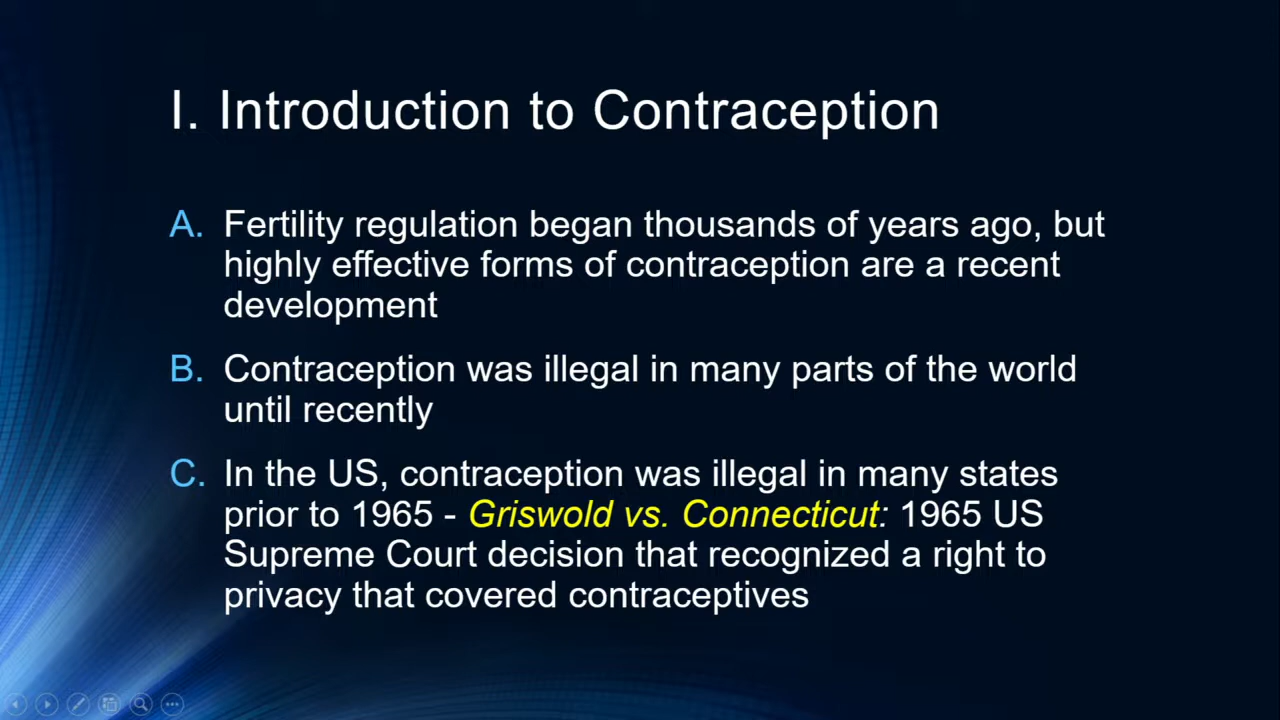 I. Introduction to Contraception
A. Fertility regulation began thousands of years ago, but
highly effective forms of contraception are a recent
development
B. Contraception was illegal in many parts of the world
until recently
C. In the US, contraception was illegal in many states
prior to 1965 - Griswold vs. Connecticut: 1965 US
Supreme Court decision that recognized a right to
privacy that covered contraceptives